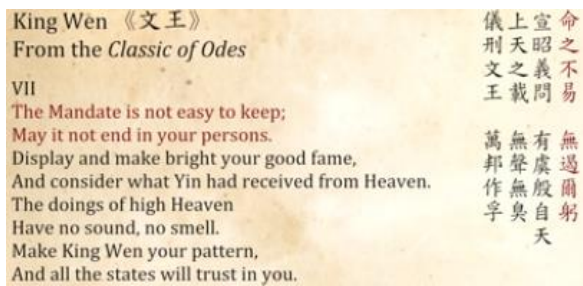 King Wen 《文王》
From the Classic of Odes
VII
The Mandate is not easy to keep;
May it not end in your persons.
Display and make bright your good fame,
And consider what Yin had received from Heaven.
The doings of high Heaven
Have no sound, no smell.
Make King Wen your pattern,
And all the states will trust in you.
命之不易 無遏爾躬
宣昭義問 有虞殷自天
上天之載 無聲無臭
儀刑文王 萬邦作孚